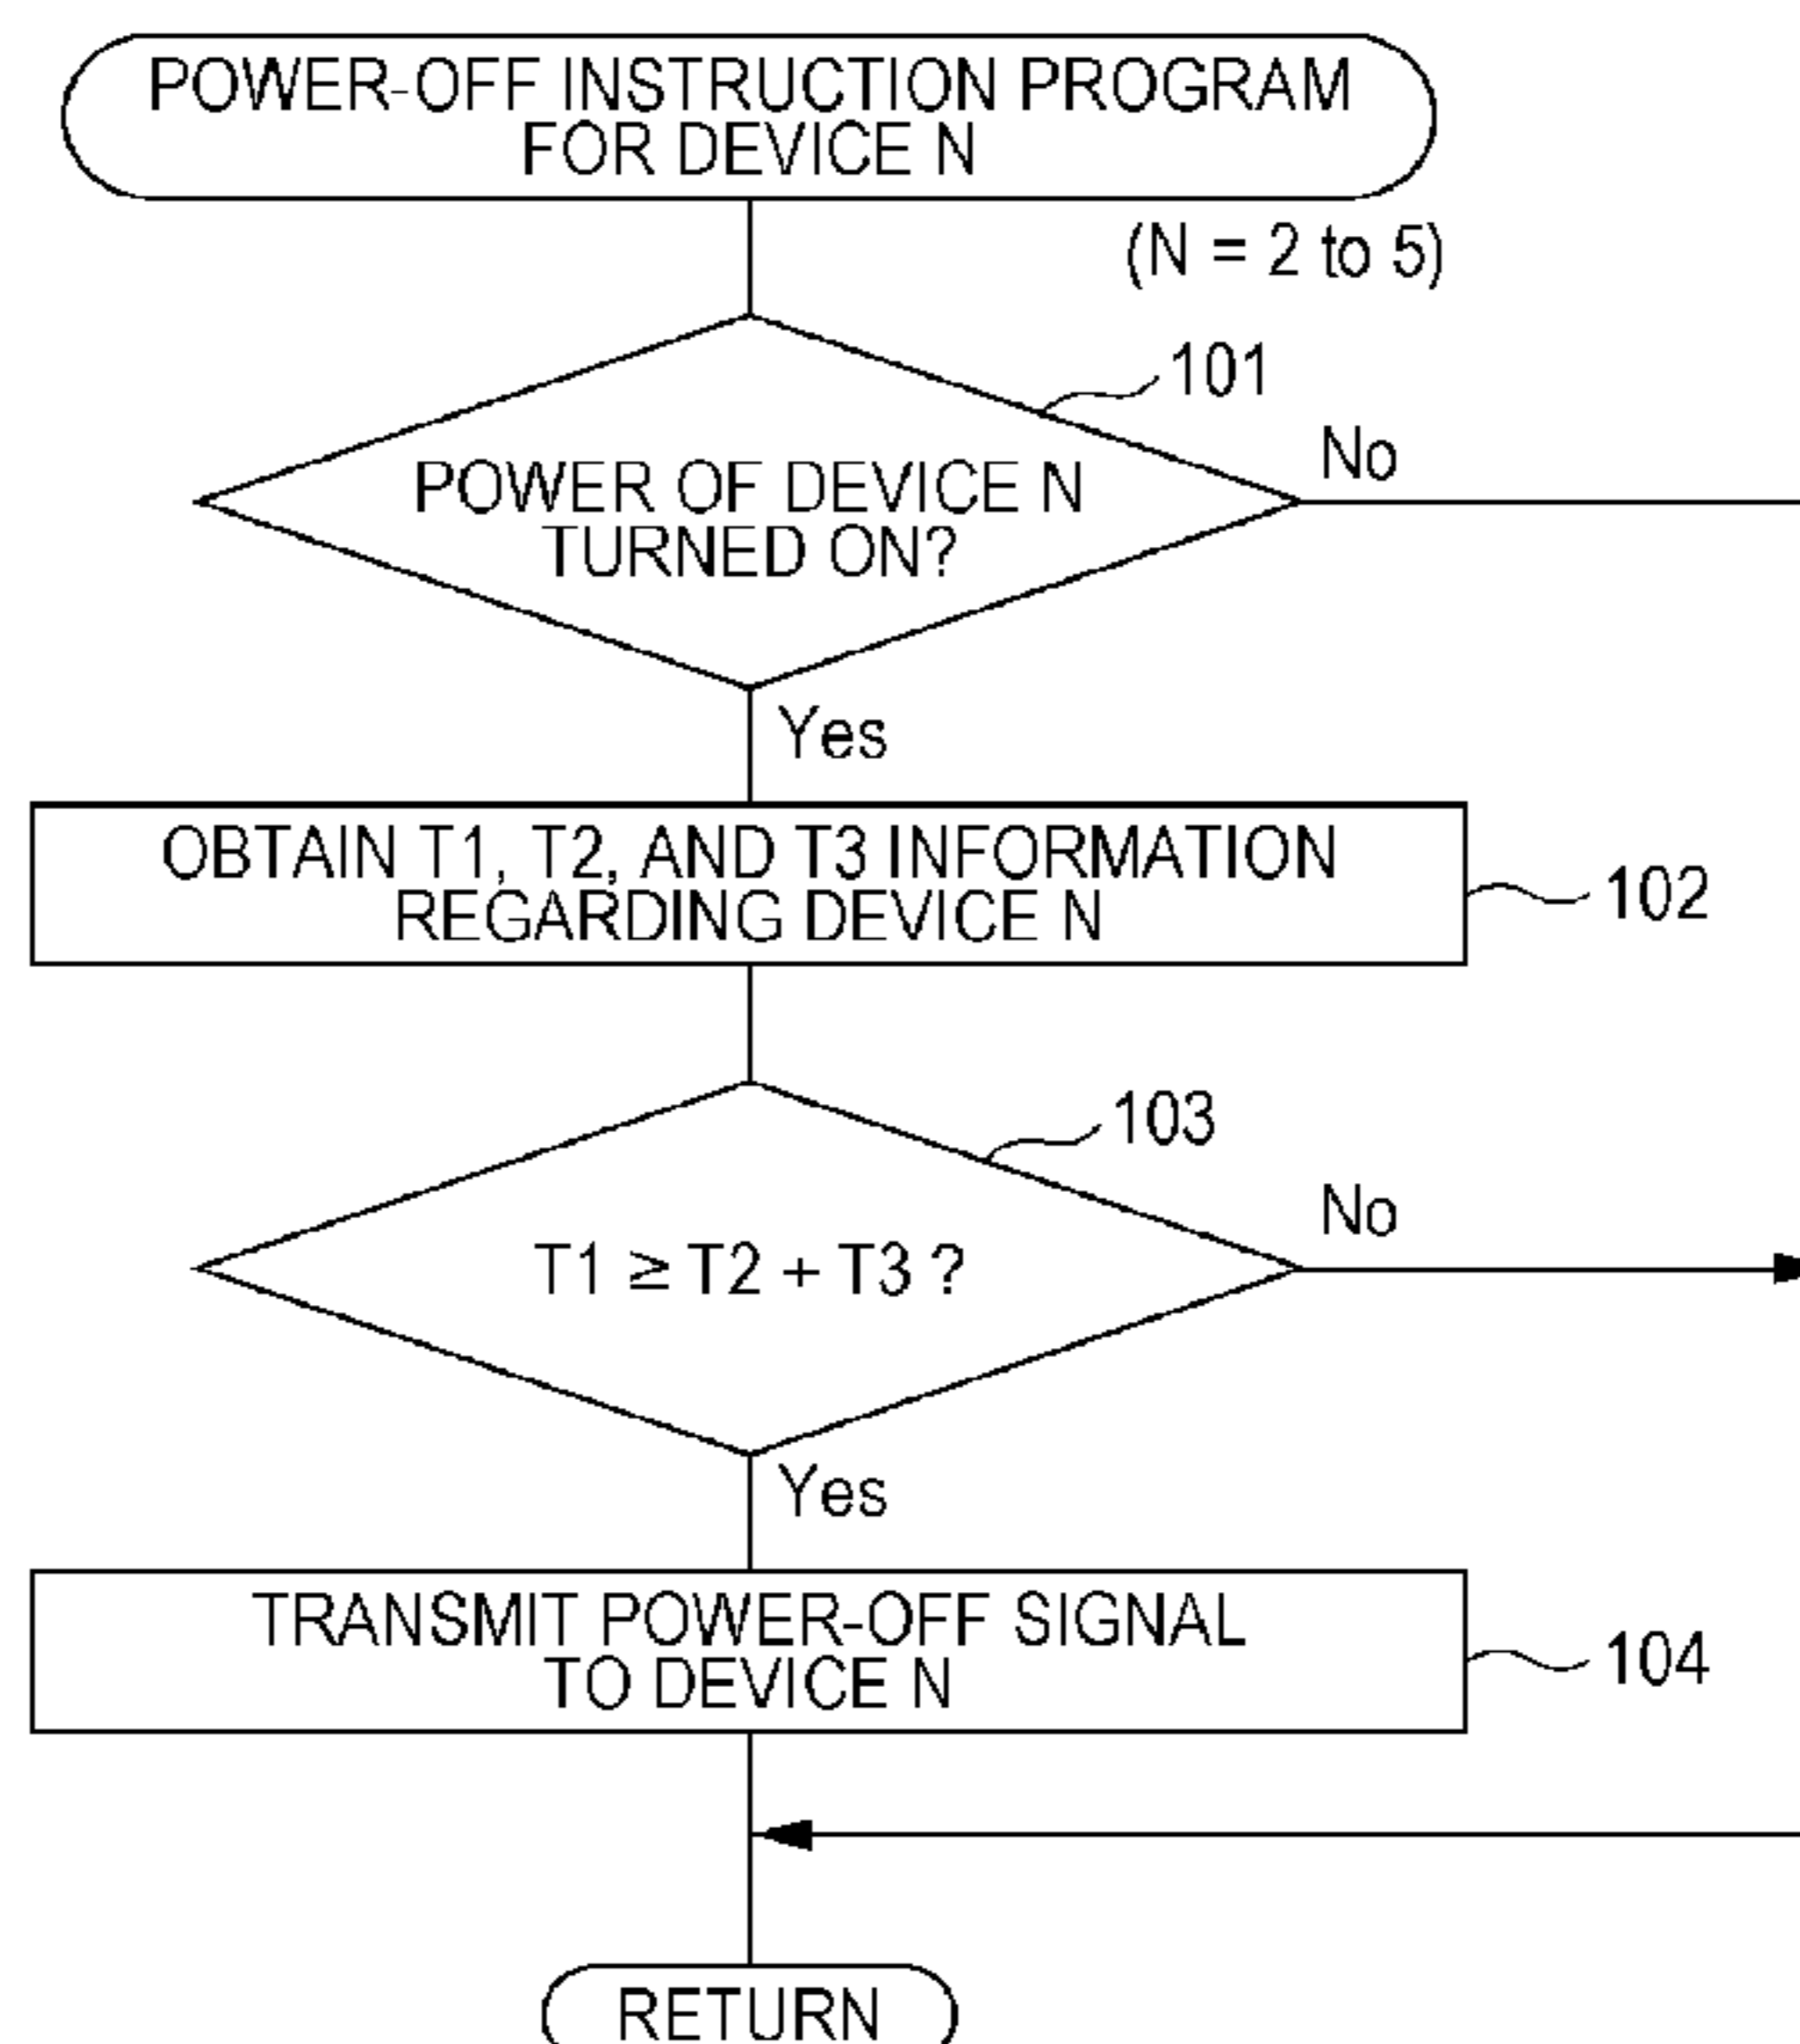 POWER-OFF INSTRUCTION PROGRAM
FOR DEVICE N
(N = 2 to 5)
101
No
POWER OF DEVICE N
TURNED ON?
Yes
OBTAIN T1, T2, AND T3 INFORMATION
REGARDING DEVICE N
102
103
No
T1 ≥ T2 + T3 ?
Yes
TRANSMIT POWER-OFF SIGNAL
TO DEVICE N
104
RETURN